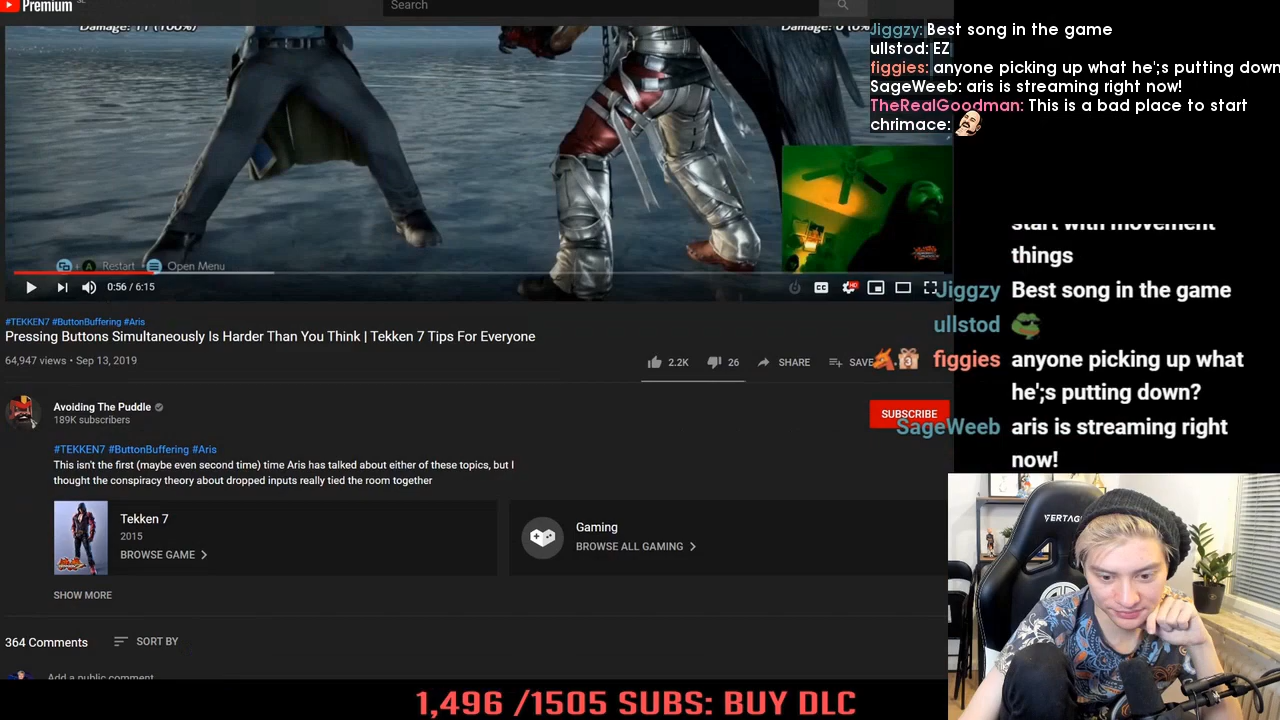 Premium
Search
Damage: 11 (100%)
Restart
Open Menu
0:56 / 6:15
#TEKKEN7 #ButtonBuffering #Aris
Pressing Buttons Simultaneously Is Harder Than You Think | Tekken 7 Tips For Everyone
64,947 views • Sep 13, 2019
2.2K
26
SHARE
SAVE
Avoiding The Puddle
189K subscribers
SUBSCRIBE
#TEKKEN7 #ButtonBuffering #Aris
This isn't the first (maybe even second time) time Aris has talked about either of these topics, but I
thought the conspiracy theory about dropped inputs really tied the room together
Tekken 7
2015
BROWSE GAME
Gaming
BROWSE ALL GAMING
SHOW MORE
364 Comments
SORT BY
Add a public comment
Jiggzy: Best song in the game
ullstod: EZ
figgies: anyone picking up what he';s putting down
SageWeeb: aris is streaming right now!
TheRealGoodman: This is a bad place to start
chrimace:
start with movement
things
Jiggzy Best song in the game
ullstod
figgies anyone picking up what
he';s putting down?
SageWeeb aris is streaming right
now!
VERTAG
1,496 /1505 SUBS: BUY DLC